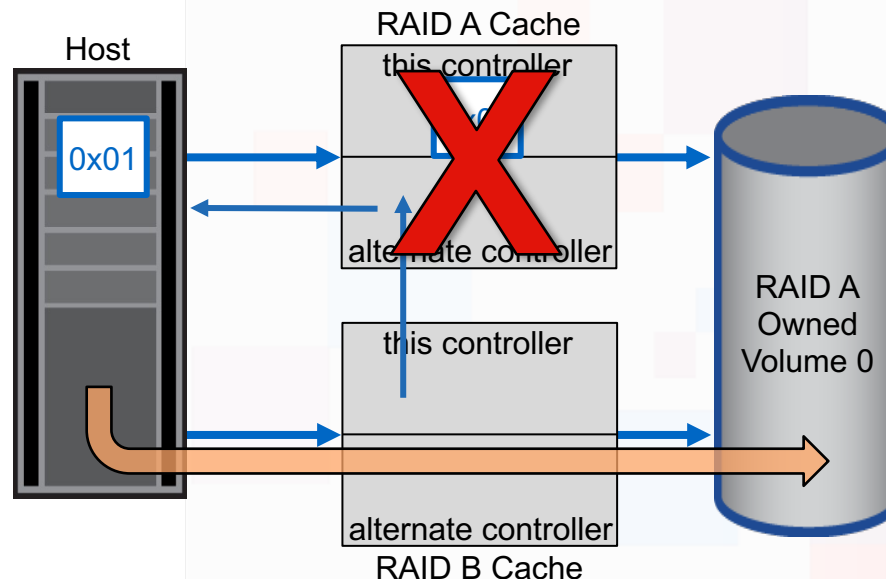 RAID A Cache
Host
this controller
0x01
alternate controller
RAID A
Owned
Volume 0
this controller
alternate controller
RAID B Cache